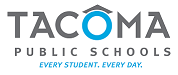 TACOMA
PUBLIC SCHOOLS
EVERY STUDENT. EVERY DAY.